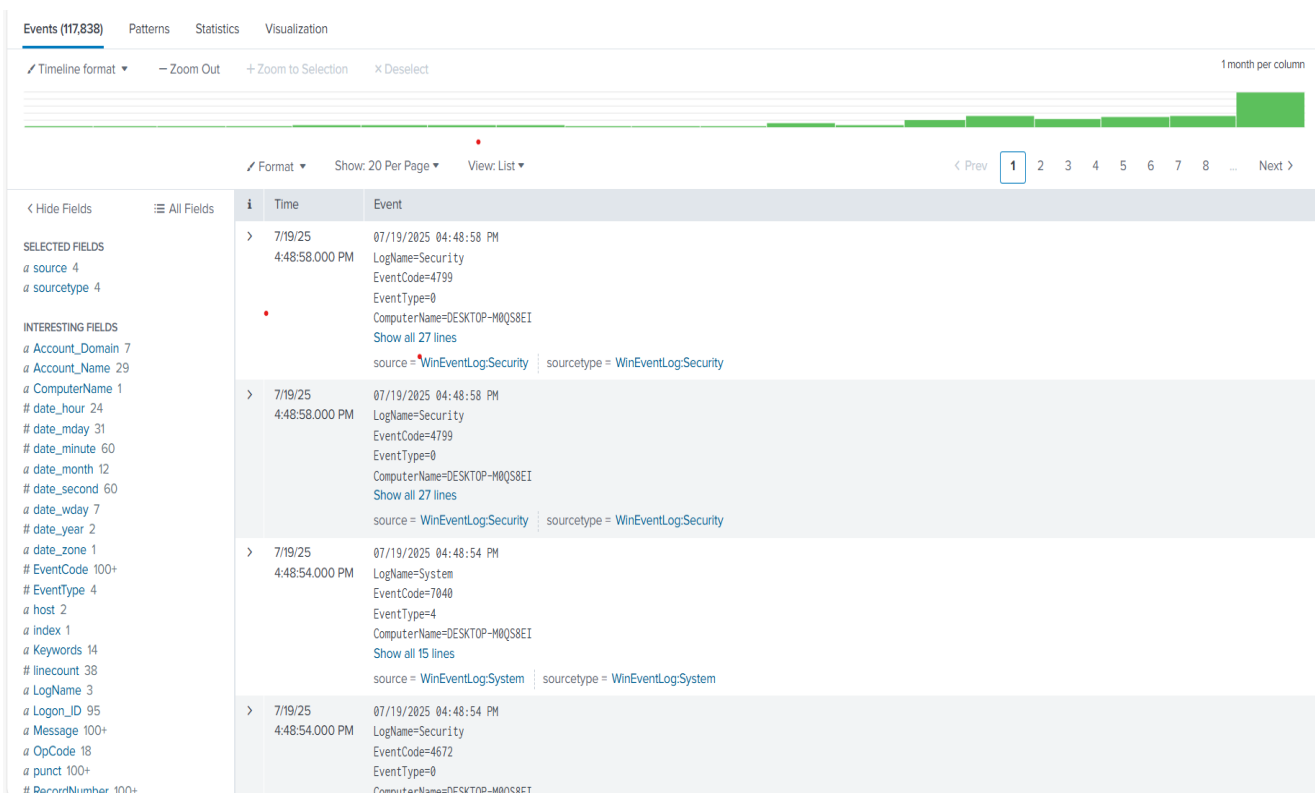 Events (117,838) Patterns Statistics Visualization
Timeline format ▼ — Zoom Out + Zoom to Selection × Deselect
1 month per column
Format ▼ Show: 20 Per Page ▼ View: List ▼
< Prev 1 2 3 4 5 6 7 8 ... Next >
< Hide Fields All Fields
SELECTED FIELDS
a source 4
a sourcetype 4
INTERESTING FIELDS
a Account_Domain 7
a Account_Name 29
a ComputerName 1
# date_hour 24
# date_mday 31
# date_minute 60
a date_month 12
# date_second 60
a date_wday 7
# date_year 2
a date_zone 1
# EventCode 100+
# EventType 4
a host 2
a index 1
a Keywords 14
# linecount 38
a LogName 3
a Logon_ID 95
a Message 100+
a OpCode 18
a punct 100+
# RecordNumber 100+
i Time Event
> 7/19/25
4:48:58.000 PM
07/19/2025 04:48:58 PM
LogName=Security
EventCode=4799
EventType=0
ComputerName=DESKTOP-M0QS8EI
Show all 27 lines
source = WinEventLog:Security sourcetype = WinEventLog:Security
> 7/19/25
4:48:58.000 PM
07/19/2025 04:48:58 PM
LogName=Security
EventCode=4799
EventType=0
ComputerName=DESKTOP-M0QS8EI
Show all 27 lines
source = WinEventLog:Security sourcetype = WinEventLog:Security
> 7/19/25
4:48:54.000 PM
07/19/2025 04:48:54 PM
LogName=System
EventCode=7040
EventType=4
ComputerName=DESKTOP-M0QS8EI
Show all 15 lines
source = WinEventLog:System sourcetype = WinEventLog:System
> 7/19/25
4:48:54.000 PM
07/19/2025 04:48:54 PM
LogName=Security
EventCode=4672
EventType=0
ComputerName=DESKTOP-M0QS8EI